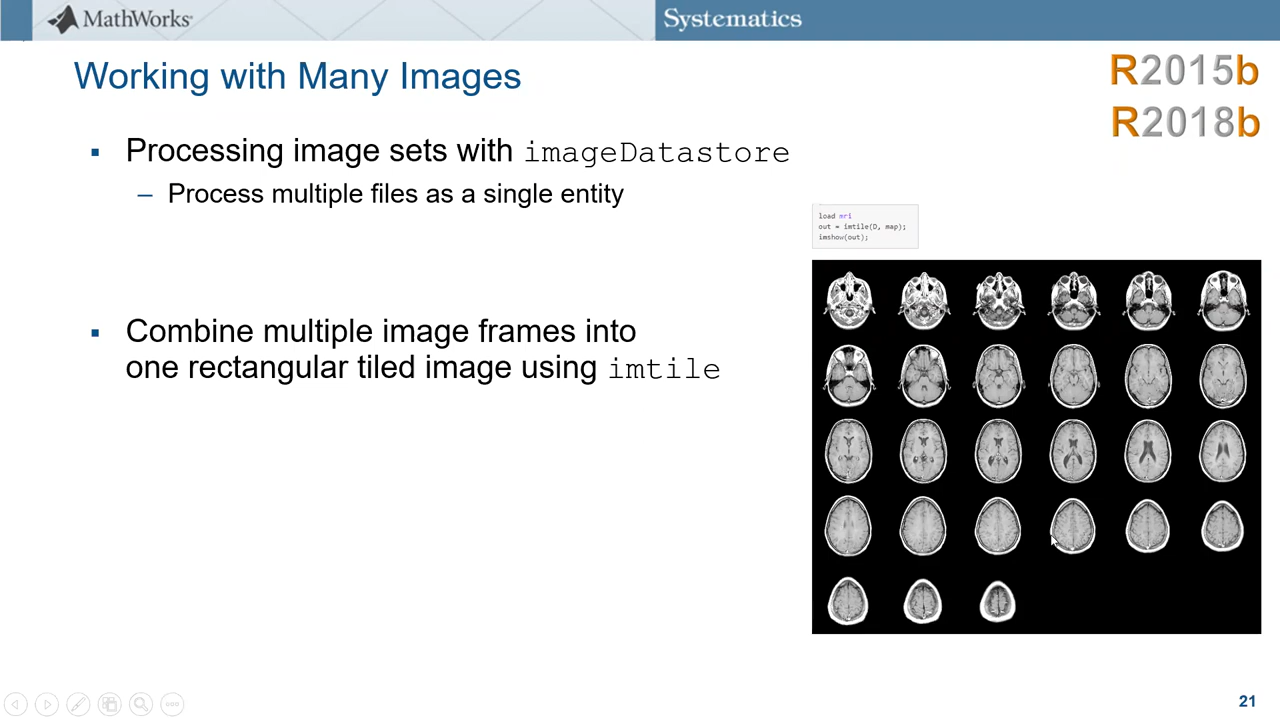 MathWorks
Systematics
Working with Many Images
R2015b
R2018b
▪ Processing image sets with imageDatastore
– Process multiple files as a single entity
load mri
out = imtile(D, map);
imshow(out);
▪ Combine multiple image frames into
one rectangular tiled image using imtile
21